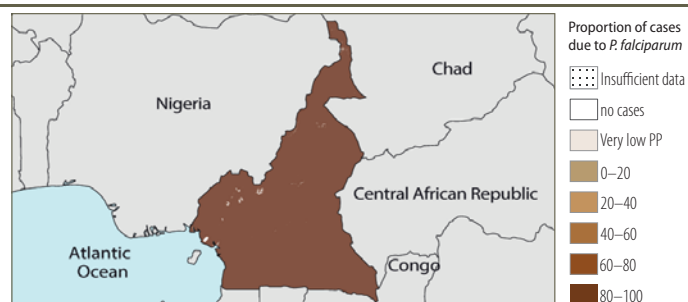 Proportion of cases
due to P. falciparum
Insufficient data
no cases
Very low PP
0–20
20–40
40–60
60–80
80–100
Chad
Nigeria
Central African Republic
Atlantic
Ocean
Congo